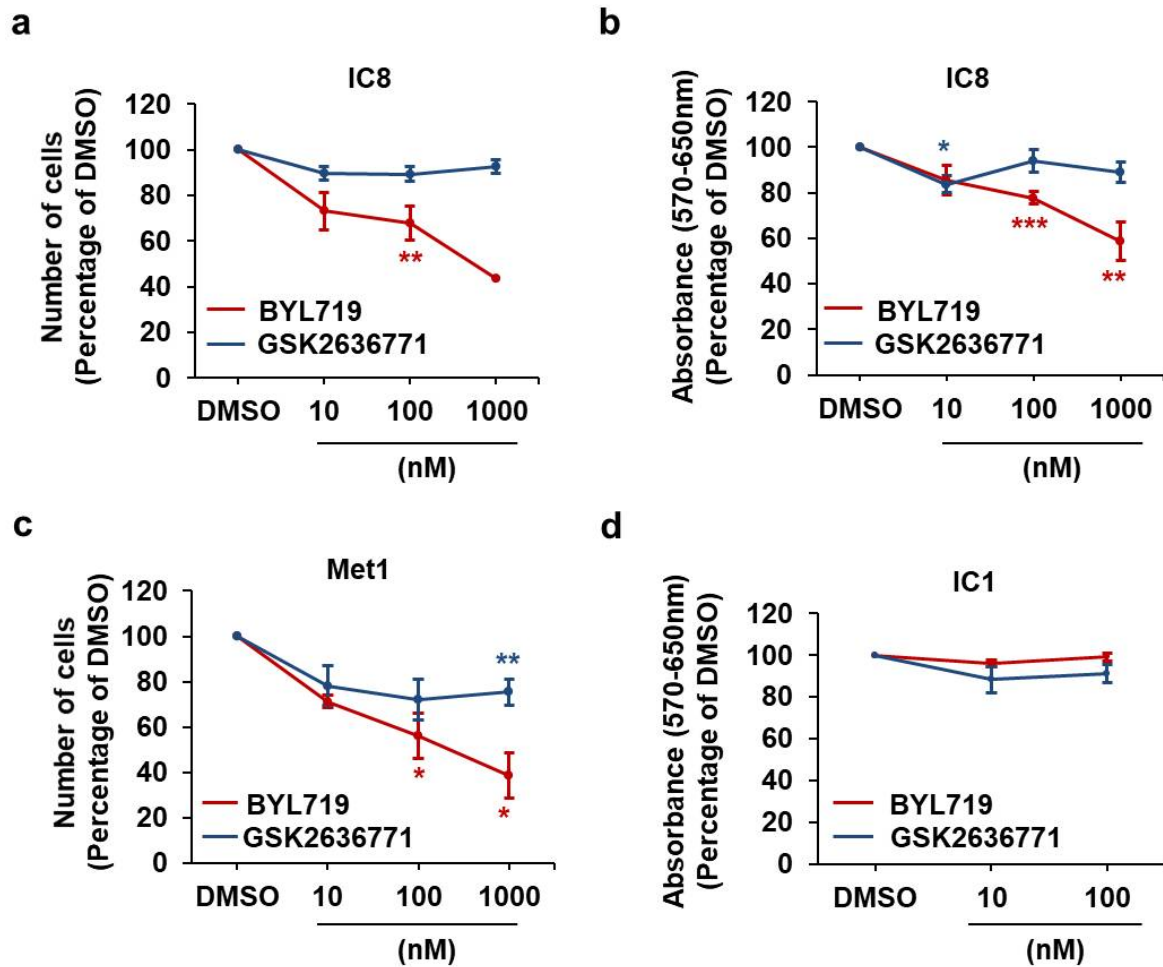 a
IC8
Number of cells
(Percentage of DMSO)
120
100
80
60
40
20
0
**
BYL719
GSK2636771
DMSO 10 100 1000
(nM)
b
IC8
Absorbance (570-650nm)
(Percentage of DMSO)
120
100
80
60
40
20
0
*
***
**
BYL719
GSK2636771
DMSO 10 100 1000
(nM)
c
Met1
Number of cells
(Percentage of DMSO)
120
100
80
60
40
20
0
**
*
*
BYL719
GSK2636771
DMSO 10 100 1000
(nM)
d
IC1
Absorbance (570-650nm)
(Percentage of DMSO)
120
100
80
60
40
20
0
BYL719
GSK2636771
DMSO 10 100
(nM)